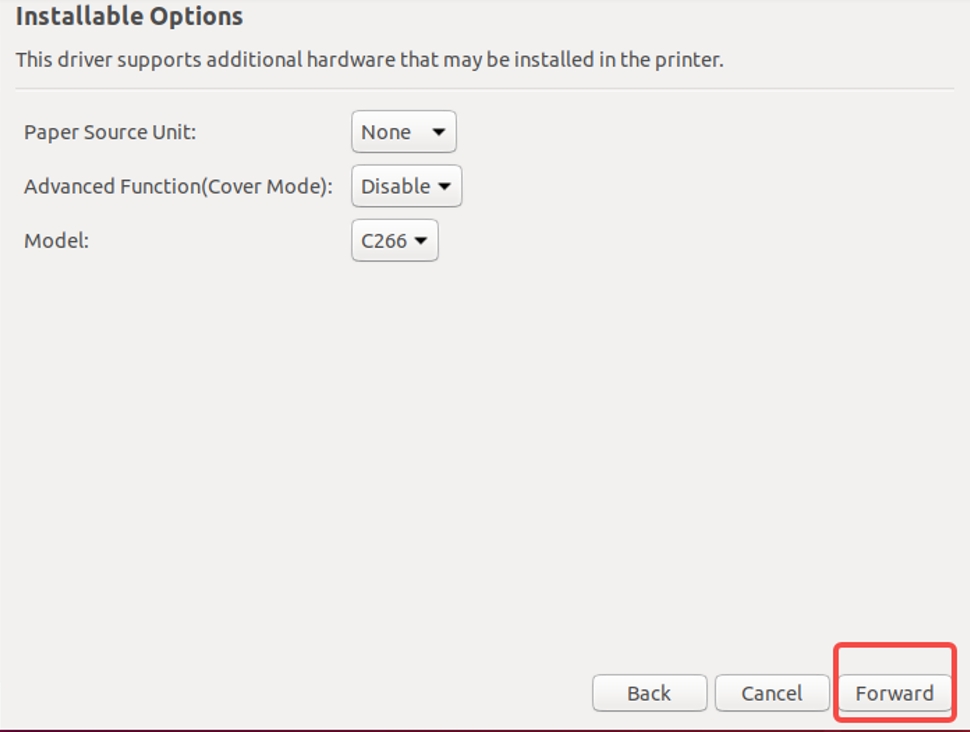 Installable Options
This driver supports additional hardware that may be installed in the printer.
Paper Source Unit: None
Advanced Function(Cover Mode): Disable
Model: C266
Back Cancel Forward